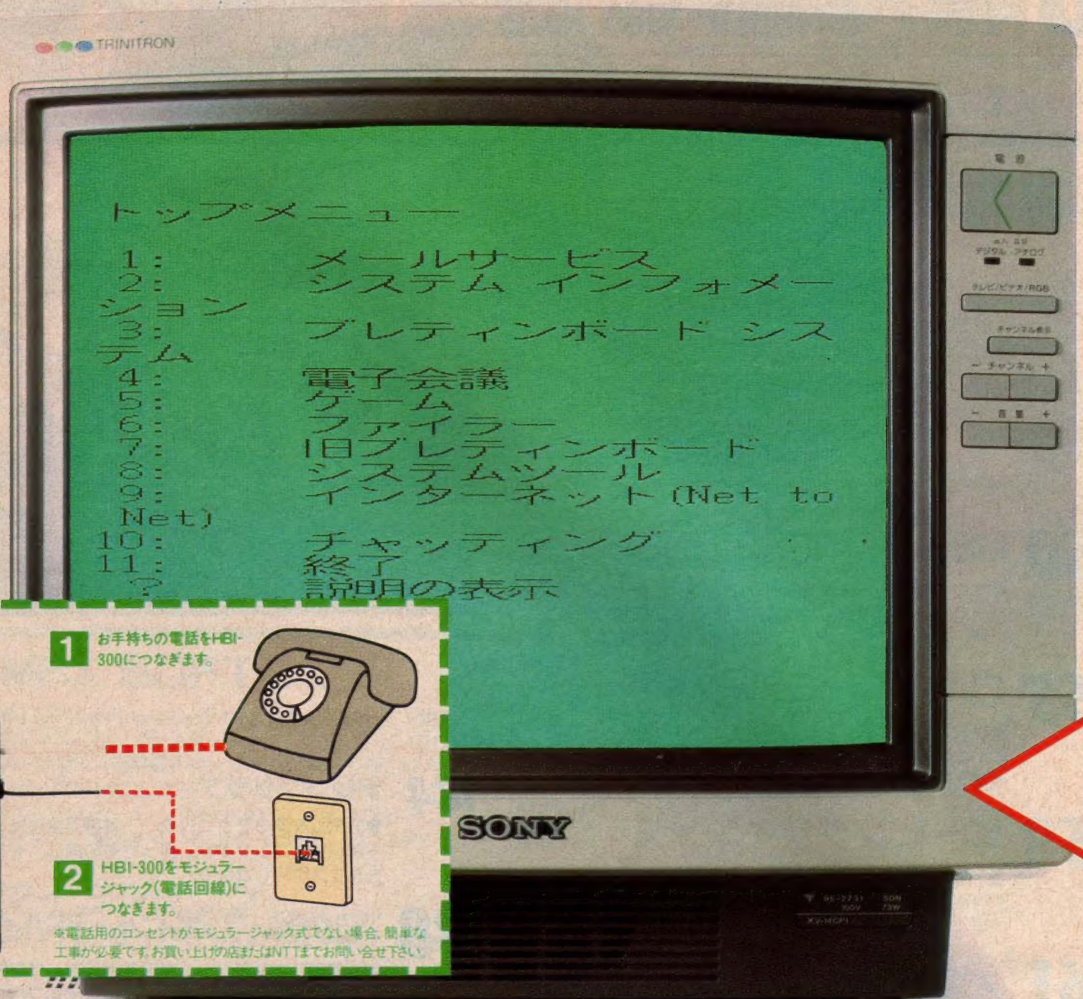 TRINITRON
トップメニュー
1: メールサービス
2: システム インフォメー
ション
3: ブレティンボード シス
テム
4: 電子会議
5: ゲーム
6: ファイラー
7: 旧ブレティンボード
8: システムツール
9: インターネット(Net to
Net)
10: チャッティング
11: 終了
? 説明の表示
電源
デジタル アナログ
テレビ/ビデオ/RGB
チャンネル表示
− チャンネル +
− 音量 +
1 お手持ちの電話をHBI-
300につなぎます。
2 HBI-300をモジュラー
ジャック(電話回線)に
つなぎます。
※電話用のコンセントがモジュラージャック式でない場合、簡単な
工事が必要です。お買い上げの店またはNTTまでお問い合せ下さい。
SONY